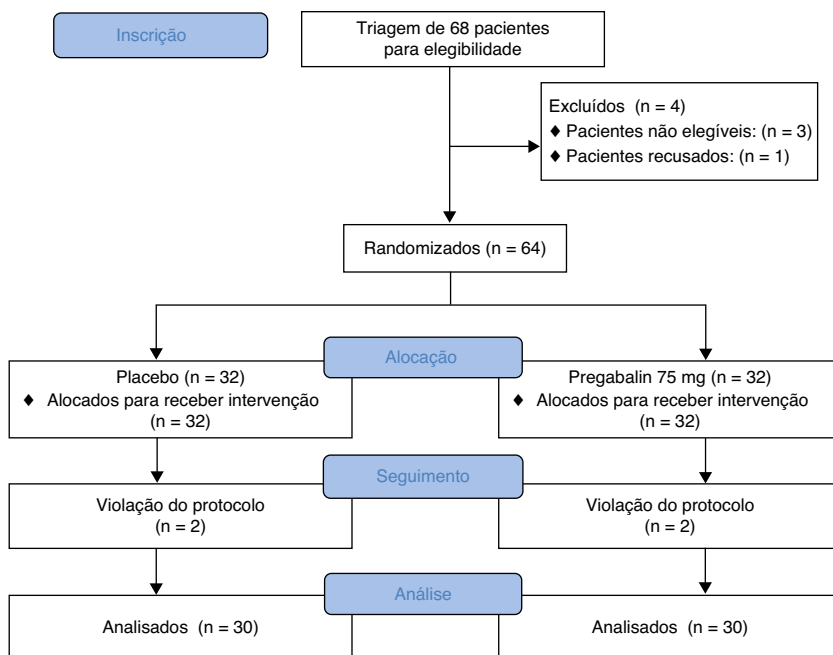 Inscrição
Triagem de 68 pacientes
para elegibilidade
Excluídos (n = 4)
♦ Pacientes não elegíveis: (n = 3)
♦ Pacientes recusados: (n = 1)
Randomizados (n = 64)
Alocação
Placebo (n = 32)
♦ Alocados para receber intervenção
(n = 32)
Pregabalin 75 mg (n = 32)
♦ Alocados para receber intervenção
(n = 32)
Seguimento
Violação do protocolo
(n = 2)
Violação do protocolo
(n = 2)
Análise
Analisados (n = 30)
Analisados (n = 30)